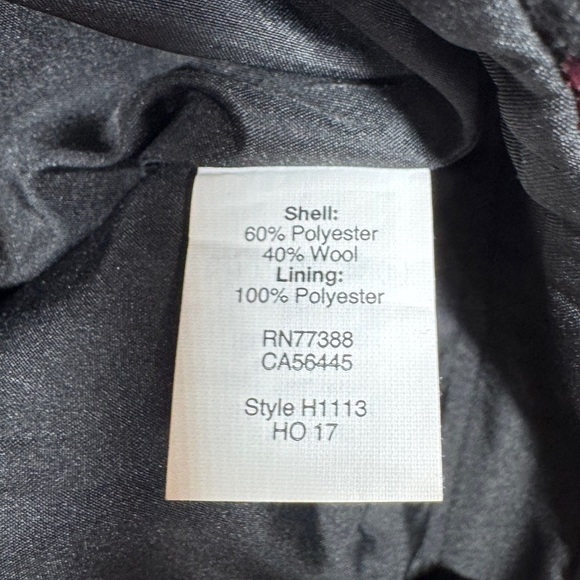 Shell:
60% Polyester
40% Wool
Lining:
100% Polyester
RN77388
CA56445
Style H1113
HO 17